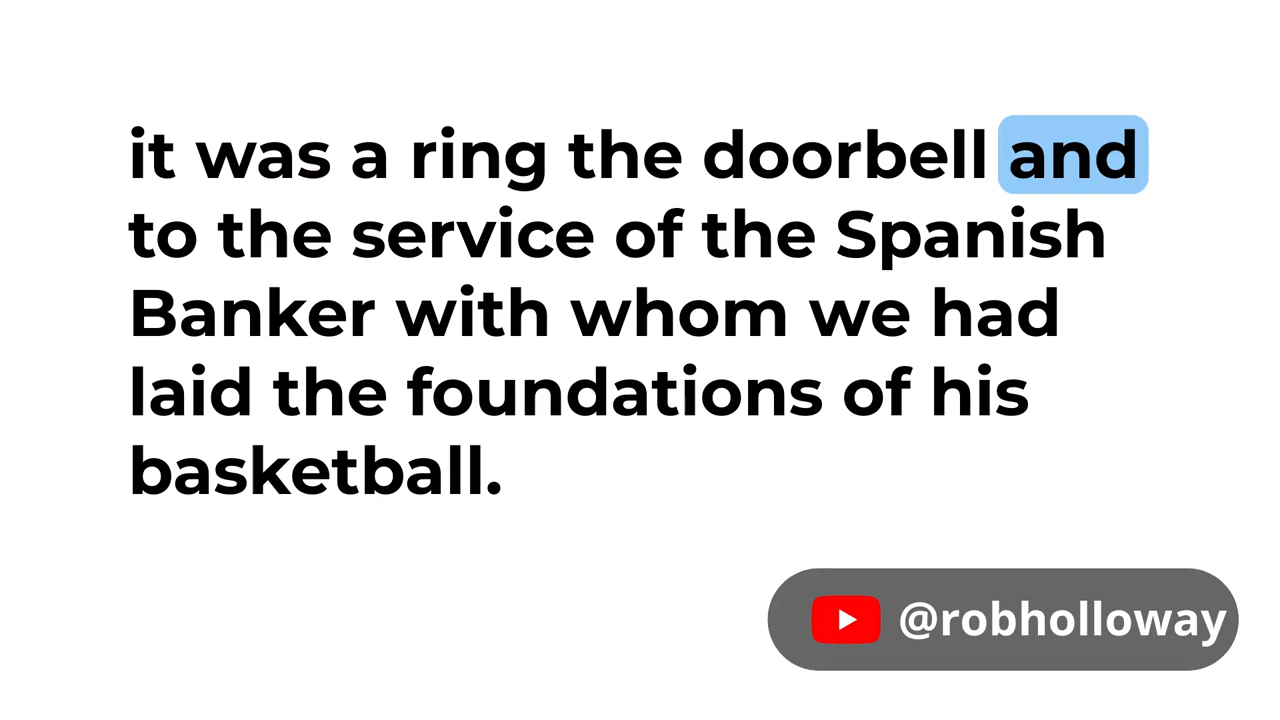 it was a ring the doorbell and
to the service of the Spanish
Banker with whom we had
laid the foundations of his
basketball.
@robholloway